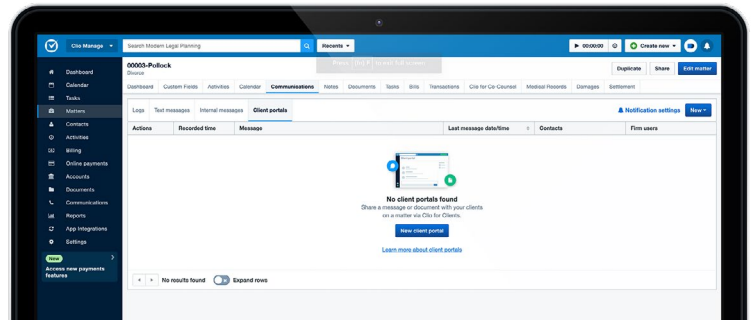 Clio Manage
Search Modern Legal Planning
Recents
00:00:00
Create new
00003-Pollock
Divorce
Duplicate
Share
Edit matter
Dashboard
Custom Fields
Activities
Calendar
Communications
Notes
Documents
Tasks
Bills
Transactions
Clio for Co-Counsel
Medical Records
Damages
Settlement
Dashboard
Calendar
Tasks
Matters
Contacts
Activities
Billing
Online payments
Accounts
Documents
Communications
Reports
App Integrations
Settings
New
Access new payments
features
Logs
Text messages
Internal messages
Client portals
Notification settings
New
Actions
Recorded time
Message
Last message date/time
Contacts
Firm users
No client portals found
Share a message or document with your clients
on a matter via Clio for Clients.
New client portal
Learn more about client portals
No results found
Expand rows